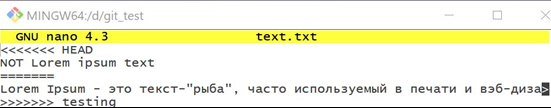 MINGW64:/d/git_test
GNU nano 4.3 text.txt
<<<<<<< HEAD
NOT Lorem ipsum text
=======
Lorem Ipsum - это текст-"рыба", часто используемый в печати и вэб-диза>
>>>>>>> testing